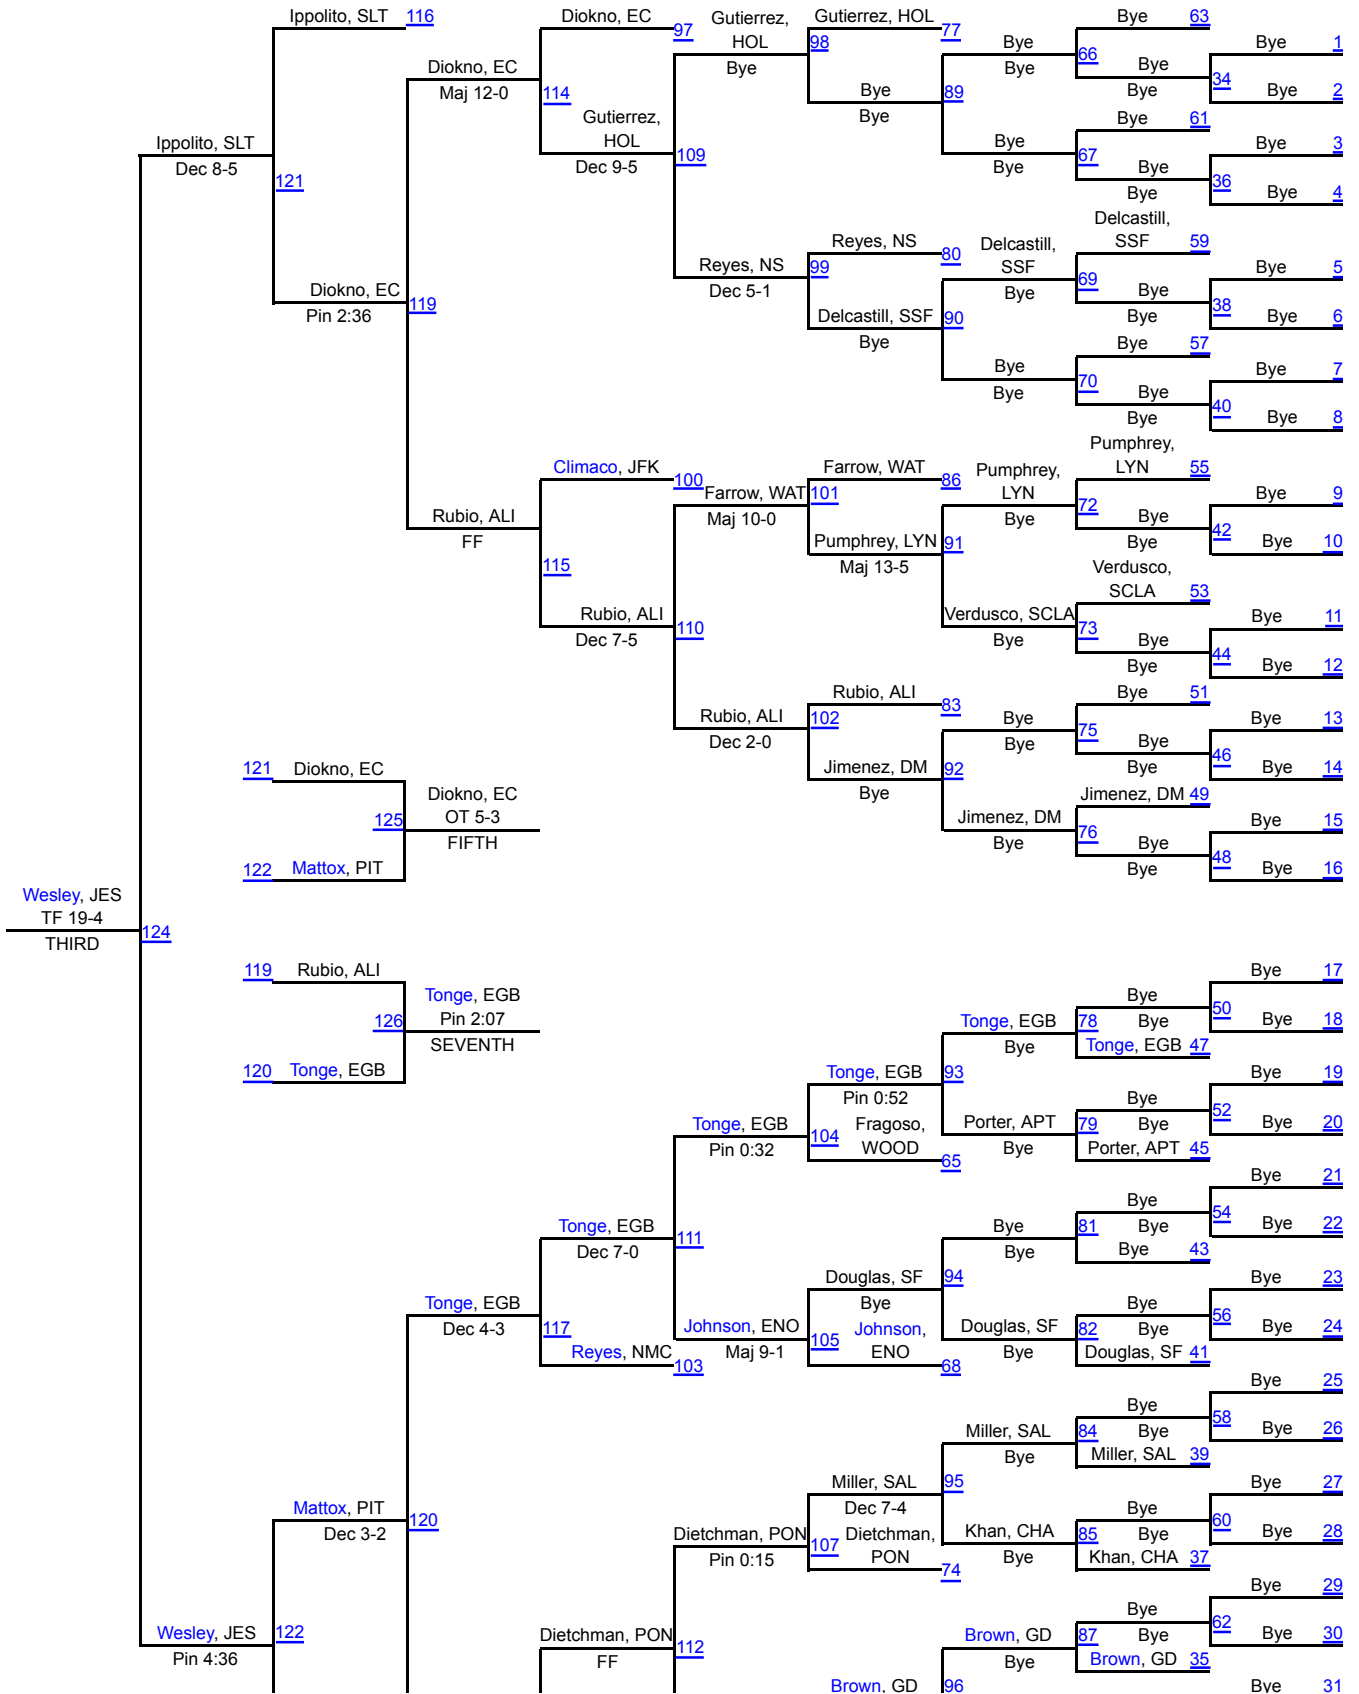 Ippolito, SLT 116
Diokno, EC
97
Gutierrez,
HOL
Bye
Gutierrez, HOL
77
98
Bye 63
Bye
Bye
66
Bye
Bye
Bye 1
34
Bye 2
Diokno, EC
Maj 12-0
114
Gutierrez,
HOL
Dec 9-5
109
Bye
Bye
89
Bye
Bye
Bye 61
67
Bye
Bye
Bye 3
36
Bye 4
Ippolito, SLT
Dec 8-5
121
Diokno, EC
Pin 2:36
119
Reyes, NS
Dec 5-1
Reyes, NS
80
99
Delcastill, SSF
Bye
90
Delcastill,
SSF
Bye
Delcastill,
SSF 59
69
Bye
Bye
Bye 5
38
Bye 6
Bye
Bye
Bye 57
70
Bye
Bye
Bye 7
40
Bye 8
Rubio, ALI
FF
Climaco, JFK
100
115
Rubio, ALI
Dec 7-5
110
Farrow, WAT
Maj 10-0
Farrow, WAT
86
101
Pumphrey, LYN
Maj 13-5
91
Pumphrey,
LYN
Bye
Pumphrey,
LYN 55
72
Bye
Bye
Bye 9
42
Bye 10
Verdusco, SCLA
Bye
Verdusco,
SCLA 53
73
Bye
Bye
Bye 11
44
Bye 12
Rubio, ALI
Dec 2-0
Rubio, ALI
83
102
Jimenez, DM
Bye
92
Bye
Bye
Bye 51
75
Bye
Bye
Bye 13
46
Bye 14
Jimenez, DM
Bye
Jimenez, DM 49
76
Bye
Bye
Bye 15
48
Bye 16
121 Diokno, EC
125
Diokno, EC
OT 5-3
FIFTH
122 Mattox, PIT
Wesley, JES
TF 19-4
THIRD
124
119 Rubio, ALI
126
Tonge, EGB
Pin 2:07
SEVENTH
120 Tonge, EGB
Tonge, EGB
Bye
Bye
78
Bye
Tonge, EGB 47
Bye 17
50
Bye 18
Tonge, EGB
Pin 0:52
93
Tonge, EGB
Pin 0:32
104
Fragoso,
WOOD
65
Porter, APT
Bye
Bye
79
Bye
Porter, APT 45
Bye 19
52
Bye 20
Tonge, EGB
Dec 7-0
111
Bye
Bye
Bye
81
Bye
Bye 43
Bye 21
54
Bye 22
Tonge, EGB
Dec 4-3
117
Reyes, NMC
103
Johnson, ENO
Maj 9-1
Douglas, SF
Bye
94
105
Johnson,
ENO
68
Douglas, SF
Bye
Bye
82
Bye
Douglas, SF 41
Bye 23
56
Bye 24
Miller, SAL
Bye
Bye
84
Bye
Miller, SAL 39
Bye 25
58
Bye 26
Mattox, PIT
Dec 3-2
120
Dietchman, PON
Pin 0:15
Miller, SAL
Dec 7-4
95
107
Dietchman,
PON
74
Khan, CHA
Bye
Bye
85
Bye
Khan, CHA 37
Bye 27
60
Bye 28
Wesley, JES
Pin 4:36
122
Dietchman, PON
FF
112
Brown, GD
Bye
Bye
87
Bye
Brown, GD 35
Bye 29
62
Bye 30
Brown, GD
96
Bye 31